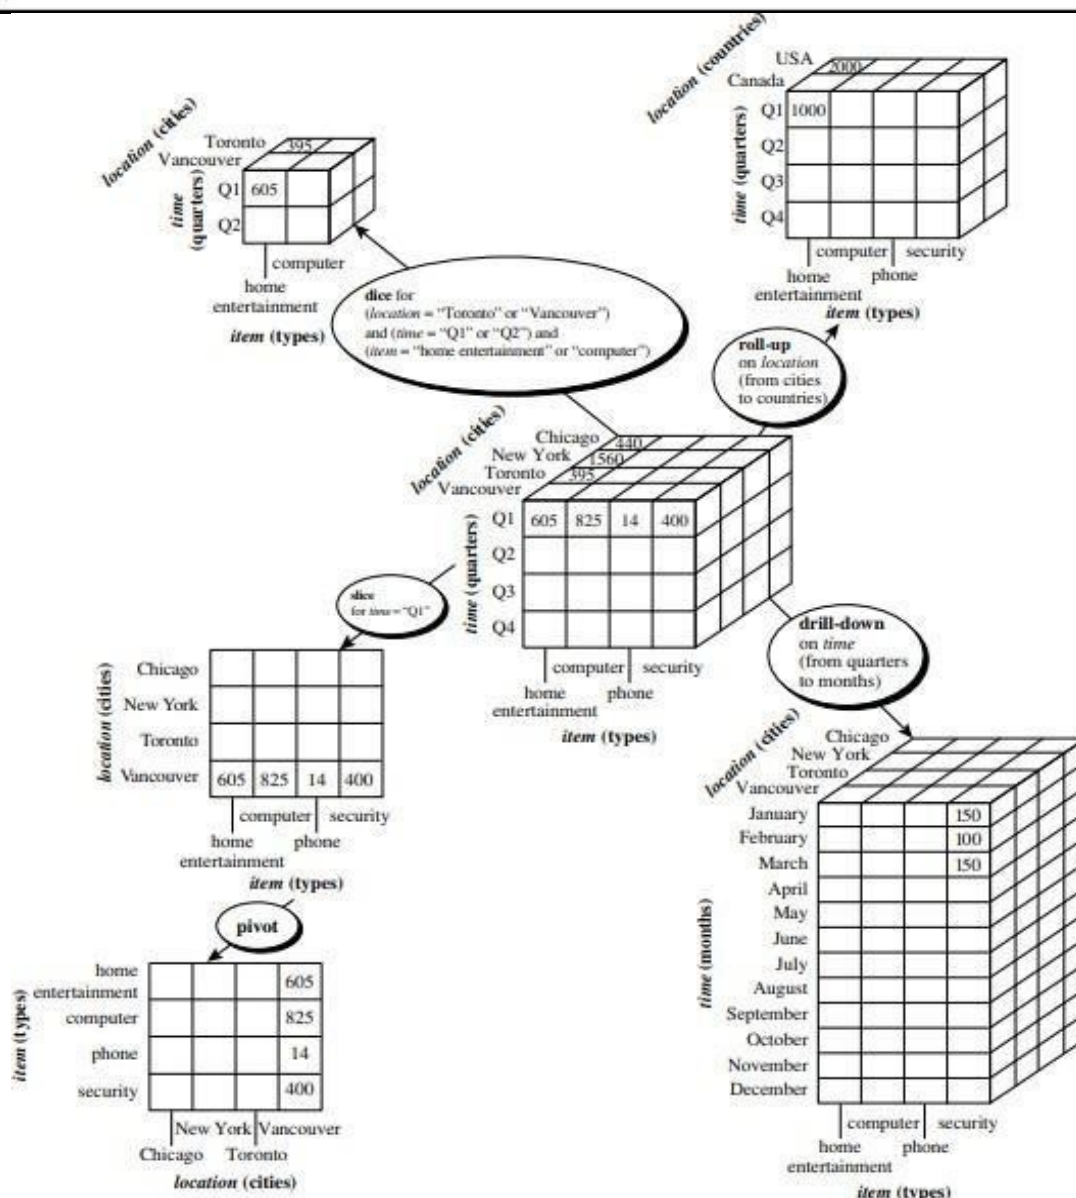 location (countries)
USA
Canada
2000
time (quarters)
Q1 1000
Q2
Q3
Q4
computer security
home phone
entertainment
item (types)
location (cities)
Toronto
Vancouver
395
time
(quarters)
Q1 605
Q2
computer
home
entertainment
item (types)
dice for
(location = “Toronto” or “Vancouver”)
and (time = “Q1” or “Q2”) and
(item = “home entertainment” or “computer”)
roll-up
on location
(from cities
to countries)
location (cities)
Chicago 440
New York 1560
Toronto 395
Vancouver
time (quarters)
Q1 605 825 14 400
Q2
Q3
Q4
computer security
home phone
entertainment
item (types)
slice
for time = “Q1”
drill-down
on time
(from quarters
to months)
location (cities)
Chicago
New York
Toronto
Vancouver 605 825 14 400
computer security
home phone
entertainment
item (types)
pivot
item (types)
home
entertainment 605
computer 825
phone 14
security 400
New York Vancouver
Chicago Toronto
location (cities)
location (cities)
Chicago
New York
Toronto
Vancouver
time (months)
January 150
February 100
March 150
April
May
June
July
August
September
October
November
December
computer security
home phone
entertainment
item (types)